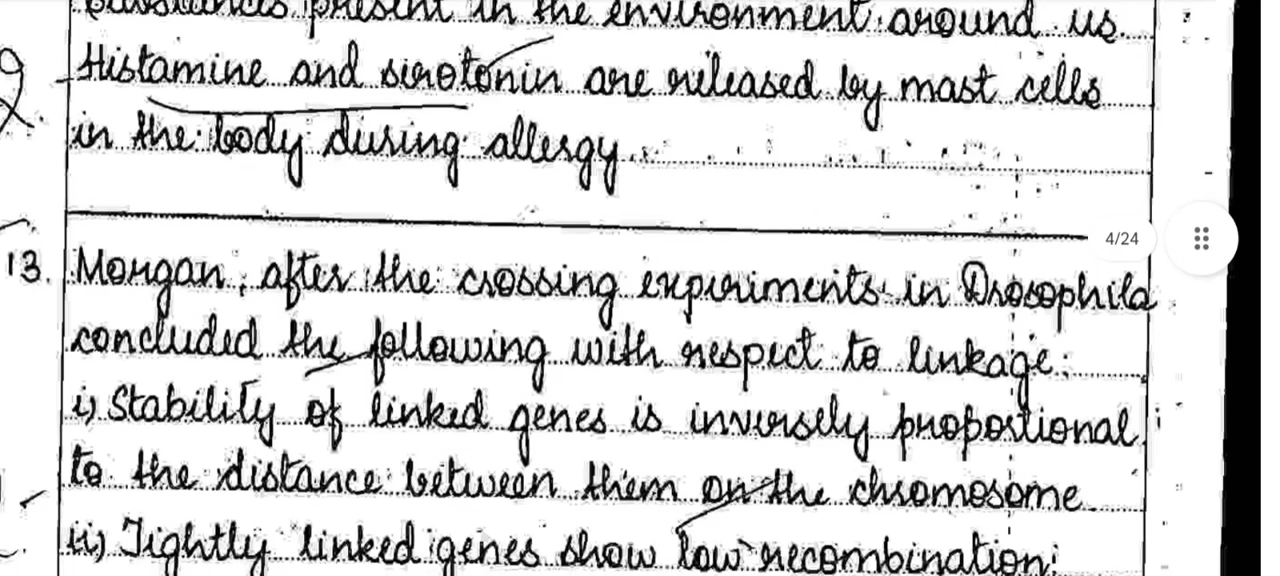 substances present in the environment around us.
Histamine and serotonin are released by mast cells
in the body during allergy.
4/24
13. Morgan, after the crossing experiments in Drosophila
concluded the following with respect to linkage:
i) Stability of linked genes is inversely proportional
to the distance between them on the chromosome.
ii) Tightly linked genes show low recombination: